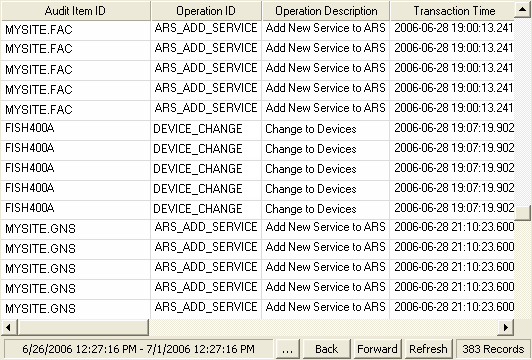 Audit Item ID Operation ID Operation Description Transaction Time
MYSITE.FAC ARS_ADD_SERVICE Add New Service to ARS 2006-06-28 19:00:13.241
MYSITE.FAC ARS_ADD_SERVICE Add New Service to ARS 2006-06-28 19:00:13.241
MYSITE.FAC ARS_ADD_SERVICE Add New Service to ARS 2006-06-28 19:00:13.241
MYSITE.FAC ARS_ADD_SERVICE Add New Service to ARS 2006-06-28 19:00:13.241
MYSITE.FAC ARS_ADD_SERVICE Add New Service to ARS 2006-06-28 19:00:13.241
FISH400A DEVICE_CHANGE Change to Devices 2006-06-28 19:07:19.902
FISH400A DEVICE_CHANGE Change to Devices 2006-06-28 19:07:19.902
FISH400A DEVICE_CHANGE Change to Devices 2006-06-28 19:07:19.902
FISH400A DEVICE_CHANGE Change to Devices 2006-06-28 19:07:19.902
FISH400A DEVICE_CHANGE Change to Devices 2006-06-28 19:07:19.902
MYSITE.GNS ARS_ADD_SERVICE Add New Service to ARS 2006-06-28 21:10:23.600
MYSITE.GNS ARS_ADD_SERVICE Add New Service to ARS 2006-06-28 21:10:23.600
MYSITE.GNS ARS_ADD_SERVICE Add New Service to ARS 2006-06-28 21:10:23.600
MYSITE.GNS ARS_ADD_SERVICE Add New Service to ARS 2006-06-28 21:10:23.600
MYSITE.GNS ARS_ADD_SERVICE Add New Service to ARS 2006-06-28 21:10:23.600
6/26/2006 12:27:16 PM - 7/1/2006 12:27:16 PM ... Back Forward Refresh 383 Records